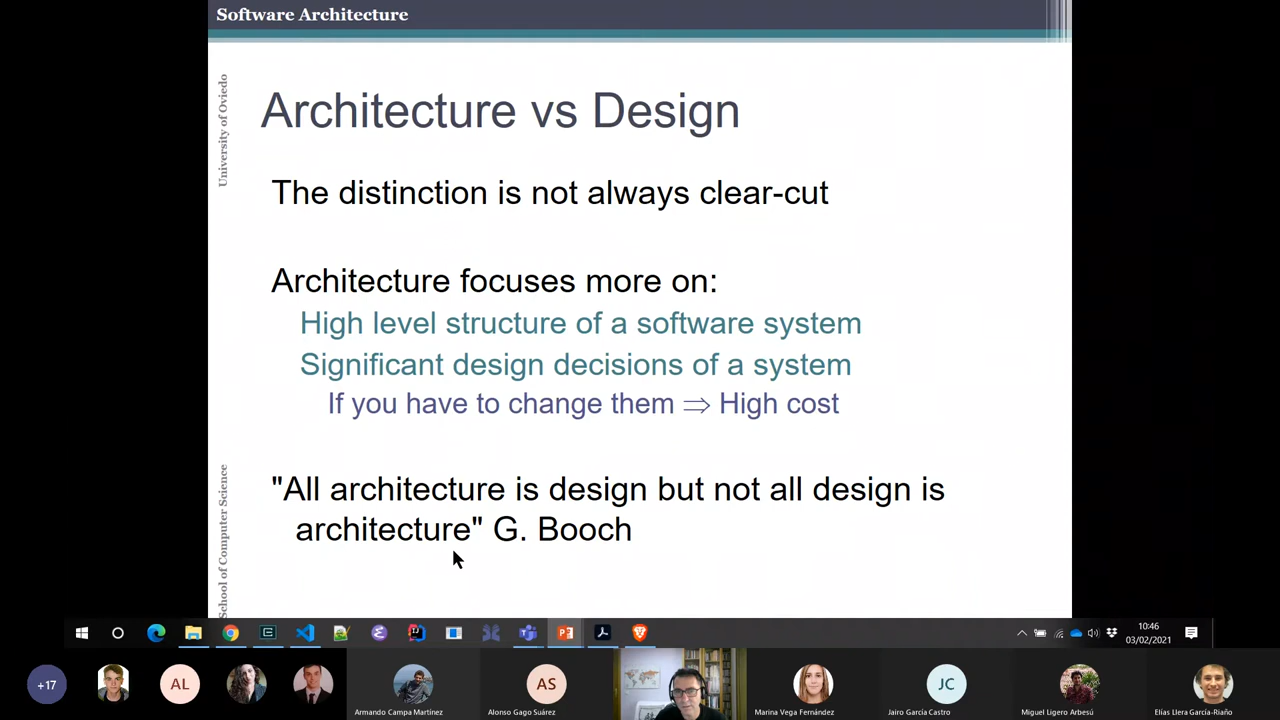 Software Architecture
University of Oviedo
Architecture vs Design
The distinction is not always clear-cut
Architecture focuses more on:
High level structure of a software system
Significant design decisions of a system
If you have to change them ⇒ High cost
"All architecture is design but not all design is
architecture" G. Booch
School of Computer Science
10:46
03/02/2021
+17
AL
AS
JC
Armando Campa Martínez
Alonso Gago Suárez
Marina Vega Fernández
Jairo García Castro
Miguel Ligero Arbesú
Elías Llera García-Riaño